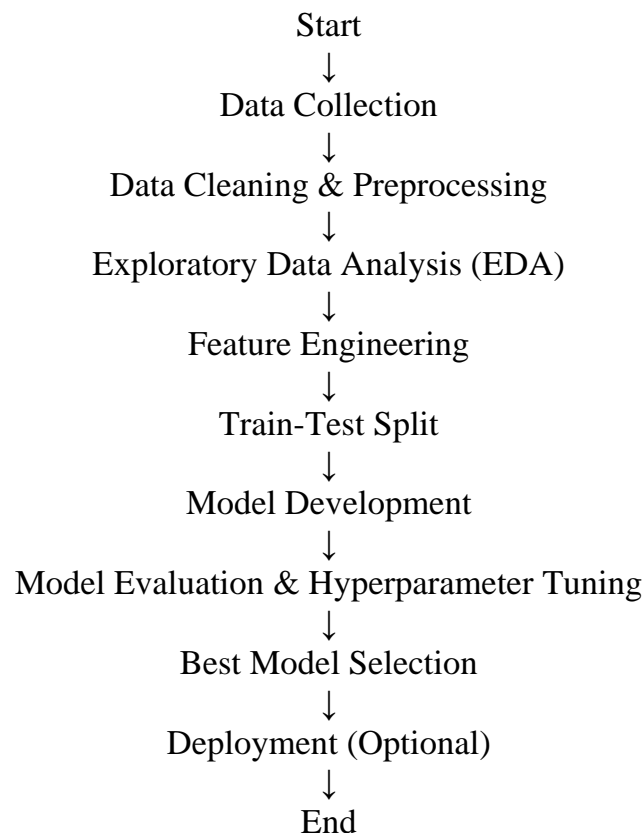 Start
↓
Data Collection
↓
Data Cleaning & Preprocessing
↓
Exploratory Data Analysis (EDA)
↓
Feature Engineering
↓
Train-Test Split
↓
Model Development
↓
Model Evaluation & Hyperparameter Tuning
↓
Best Model Selection
↓
Deployment (Optional)
↓
End